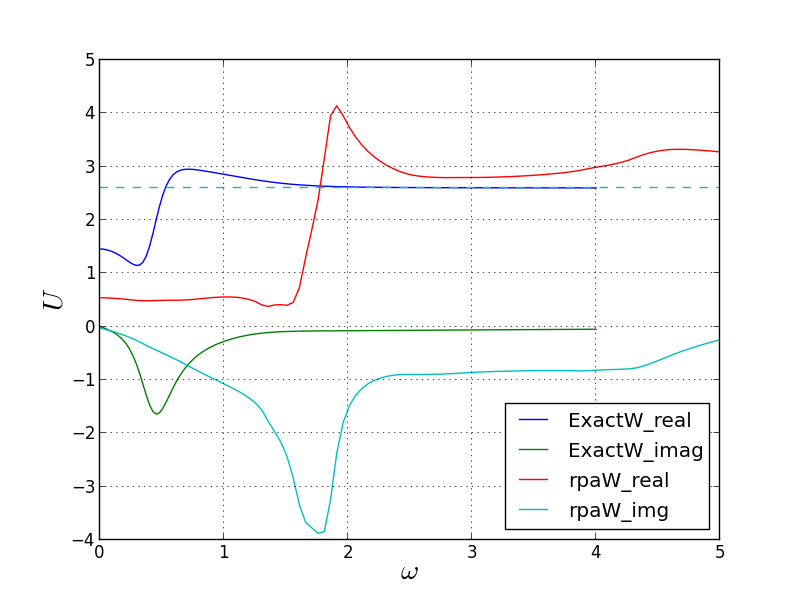 5
4
3
2
1
0
−1
−2
−3
−4
U
0 1 2 3 4 5
ω
ExactW_real
ExactW_imag
rpaW_real
rpaW_img